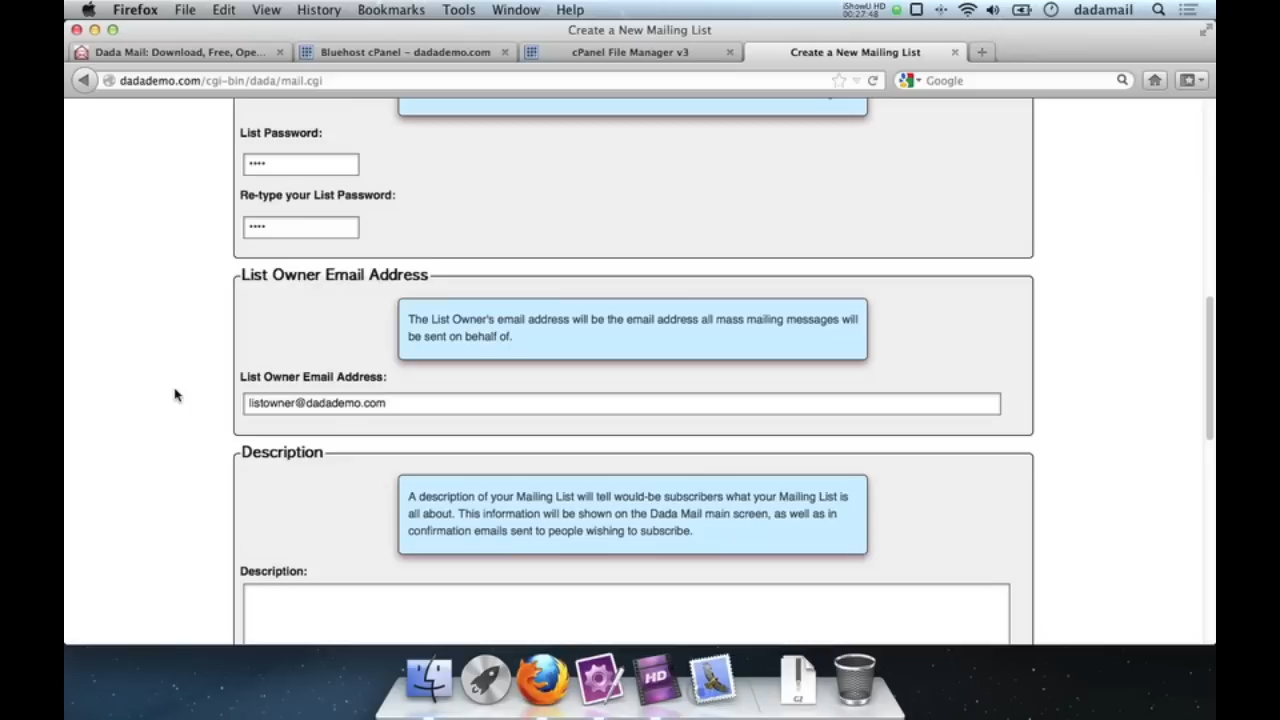 Firefox File Edit View History Bookmarks Tools Window Help iShowU HD 00:27:48 dadamail
Create a New Mailing List
Dada Mail: Download, Free, Ope... Bluehost cPanel – dadademo.com cPanel File Manager v3 Create a New Mailing List
dadademo.com/cgi-bin/dada/mail.cgi Google
List Password:
••••
Re-type your List Password:
••••
List Owner Email Address
The List Owner's email address will be the email address all mass mailing messages will
be sent on behalf of.
List Owner Email Address:
listowner@dadademo.com
Description
A description of your Mailing List will tell would-be subscribers what your Mailing List is
all about. This information will be shown on the Dada Mail main screen, as well as in
confirmation emails sent to people wishing to subscribe.
Description:
HD
GZ